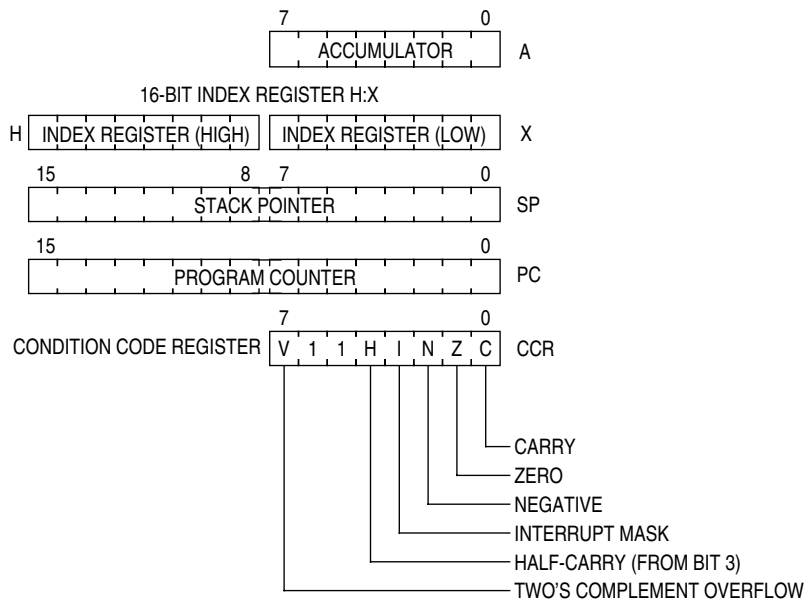 7 0
ACCUMULATOR A
16-BIT INDEX REGISTER H:X
H INDEX REGISTER (HIGH) INDEX REGISTER (LOW) X
15 8 7 0
STACK POINTER SP
15 0
PROGRAM COUNTER PC
7 0
CONDITION CODE REGISTER V 1 1 H I N Z C CCR
CARRY
ZERO
NEGATIVE
INTERRUPT MASK
HALF-CARRY (FROM BIT 3)
TWO'S COMPLEMENT OVERFLOW